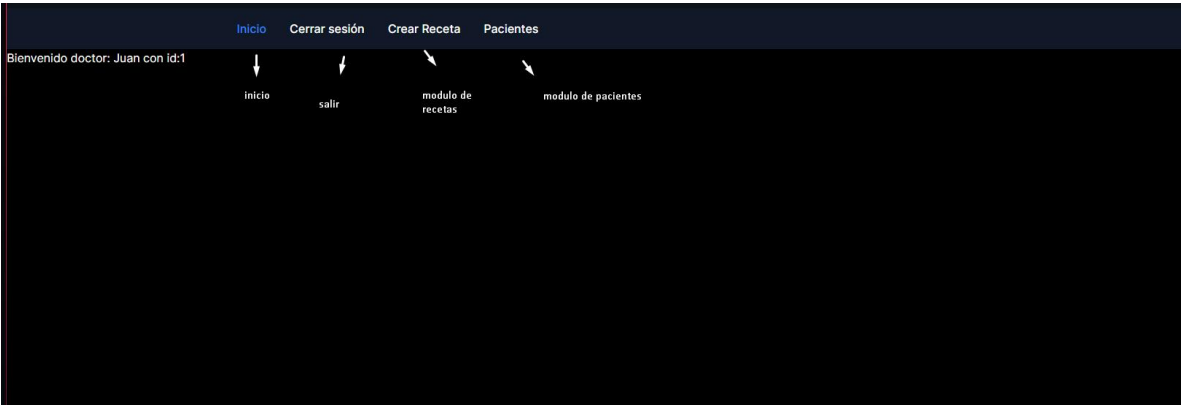 Inicio Cerrar sesión Crear Receta Pacientes
Bienvenido doctor: Juan con id:1
inicio
salir
modulo de
recetas
modulo de pacientes